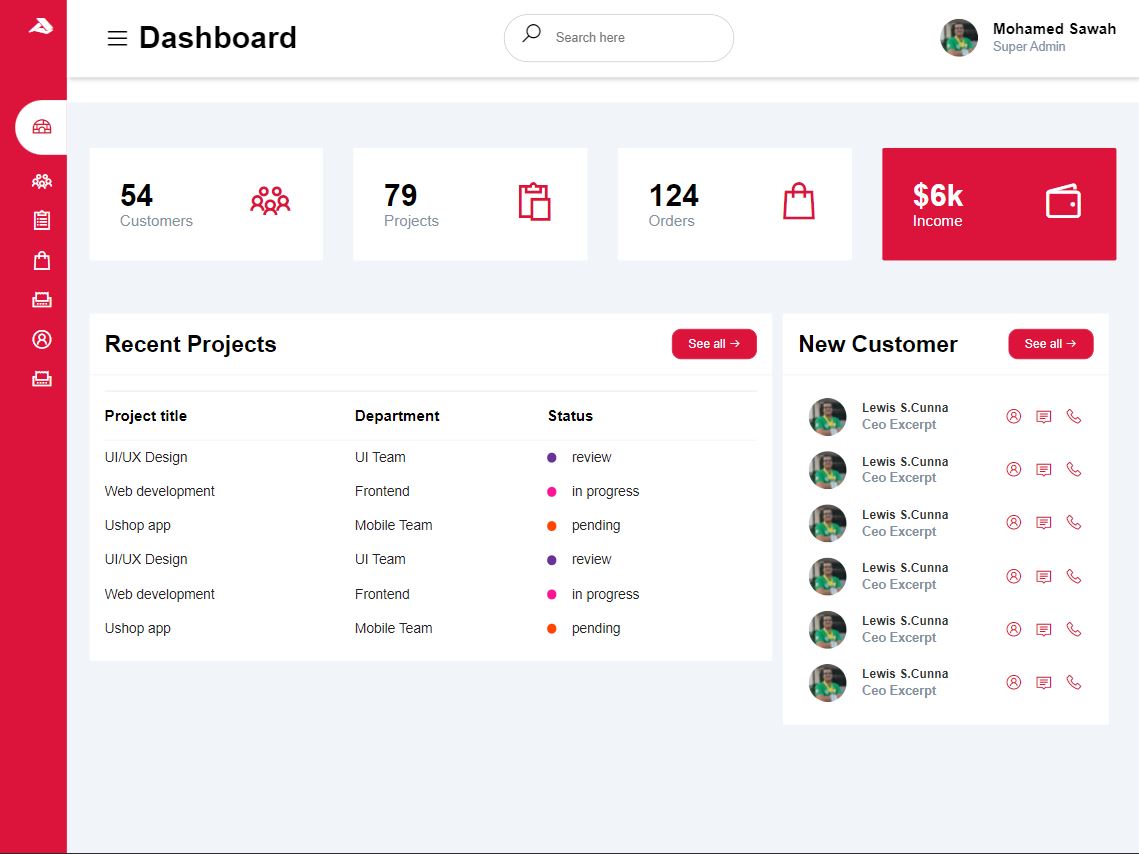 Dashboard
Search here
Mohamed Sawah
Super Admin
54
Customers
79
Projects
124
Orders
$6k
Income
Recent Projects
See all →
Project title Department Status
UI/UX Design UI Team review
Web development Frontend in progress
Ushop app Mobile Team pending
UI/UX Design UI Team review
Web development Frontend in progress
Ushop app Mobile Team pending
New Customer
See all →
Lewis S.Cunna
Ceo Excerpt
Lewis S.Cunna
Ceo Excerpt
Lewis S.Cunna
Ceo Excerpt
Lewis S.Cunna
Ceo Excerpt
Lewis S.Cunna
Ceo Excerpt
Lewis S.Cunna
Ceo Excerpt